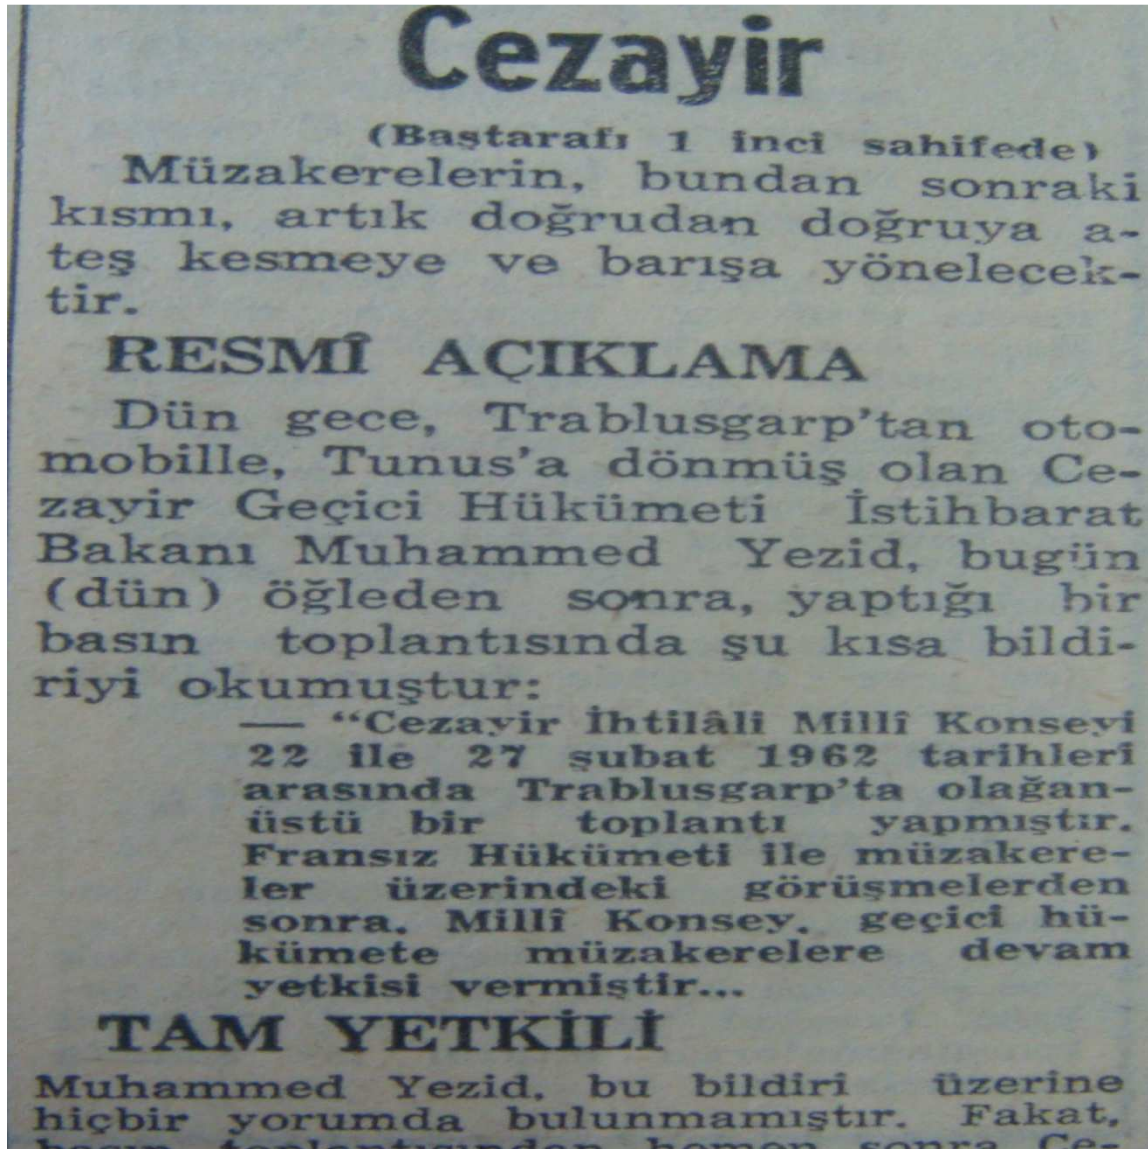 Cezayir
(Baştarafı 1 inci sahifede)
Müzakerelerin, bundan sonraki
kısmı, artık doğrudan doğruya a-
teş kesmeye ve barışa yönelecek-
tir.
RESMÎ AÇIKLAMA
Dün gece, Trablusgarp'tan oto-
mobille, Tunus'a dönmüş olan Ce-
zayir Geçici Hükümeti İstihbarat
Bakanı Muhammed Yezid, bugün
(dün) öğleden sonra, yaptığı bir
basın toplantısında şu kısa bildi-
riyi okumuştur:
— "Cezayir İhtilâli Millî Konseyi
22 ile 27 şubat 1962 tarihleri
arasında Trablusgarp'ta olağan-
üstü bir toplantı yapmıştır.
Fransız Hükümeti ile müzakere-
ler üzerindeki görüşmelerden
sonra, Millî Konsey, geçici hü-
kümete müzakerelere devam
yetkisi vermiştir...
TAM YETKİLİ
Muhammed Yezid, bu bildiri üzerine
hiçbir yorumda bulunmamıştır. Fakat,
basın toplantısından hemen sonra Ce-